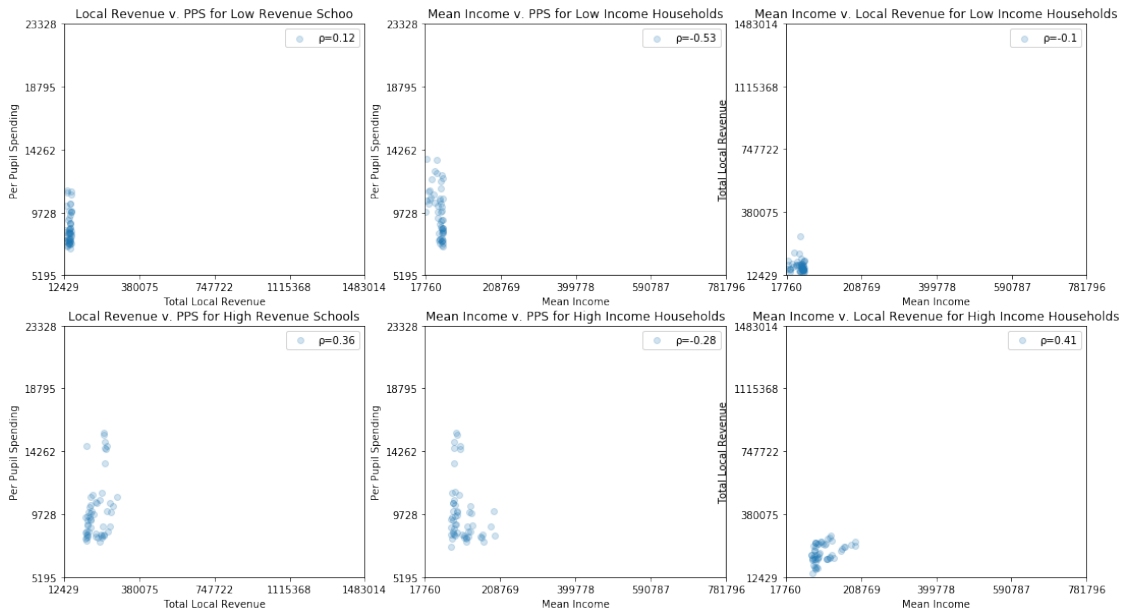 Local Revenue v. PPS for Low Revenue Schoo
23328
18795
14262
9728
5195
Per Pupil Spending
ρ=0.12
12429 380075 747722 1115368 1483014
Total Local Revenue
Mean Income v. PPS for Low Income Households
23328
18795
14262
9728
5195
Per Pupil Spending
ρ=-0.53
17760 208769 399778 590787 781796
Mean Income
Mean Income v. Local Revenue for Low Income Households
1483014
1115368
747722
380075
12429
Total Local Revenue
ρ=-0.1
17760 208769 399778 590787 781796
Mean Income
Local Revenue v. PPS for High Revenue Schools
23328
18795
14262
9728
5195
Per Pupil Spending
ρ=0.36
12429 380075 747722 1115368 1483014
Total Local Revenue
Mean Income v. PPS for High Income Households
23328
18795
14262
9728
5195
Per Pupil Spending
ρ=-0.28
17760 208769 399778 590787 781796
Mean Income
Mean Income v. Local Revenue for High Income Households
1483014
1115368
747722
380075
12429
Total Local Revenue
ρ=0.41
17760 208769 399778 590787 781796
Mean Income